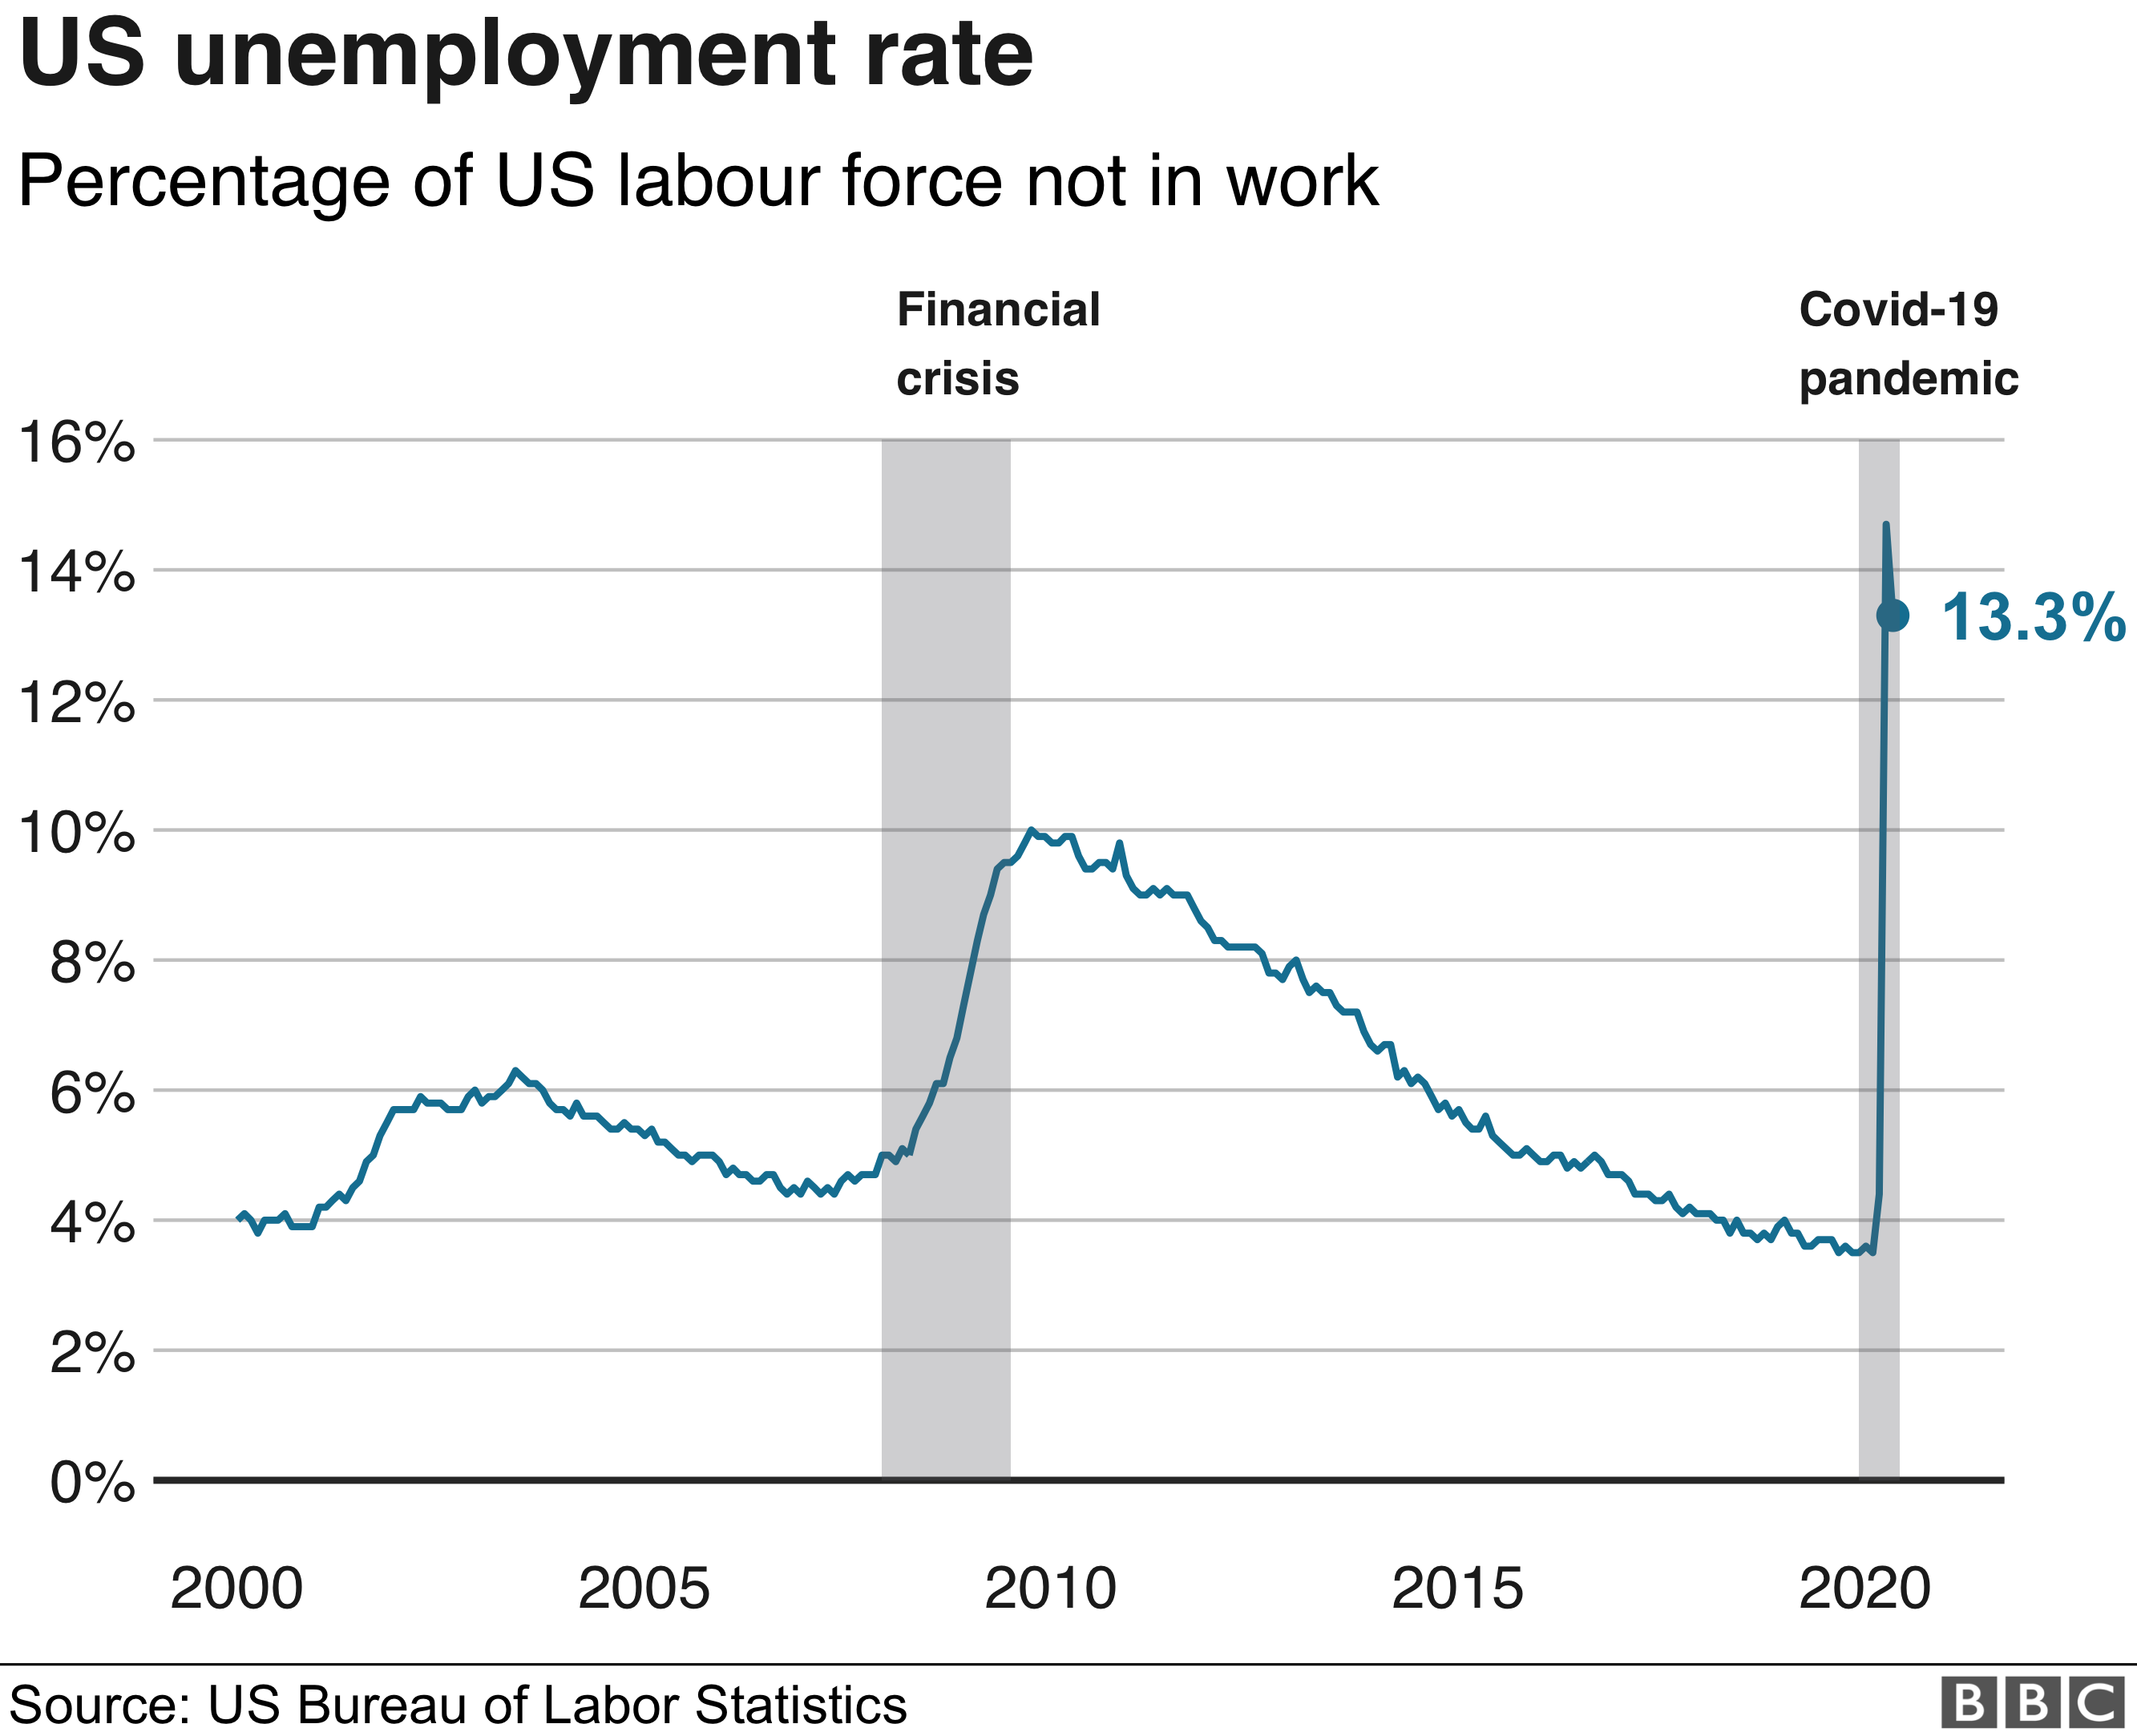 US unemployment rate
Percentage of US labour force not in work
Financial
crisis
Covid-19
pandemic
16%
14%
13.3%
12%
10%
8%
6%
4%
2%
0%
2000 2005 2010 2015 2020
Source: US Bureau of Labor Statistics
BBC